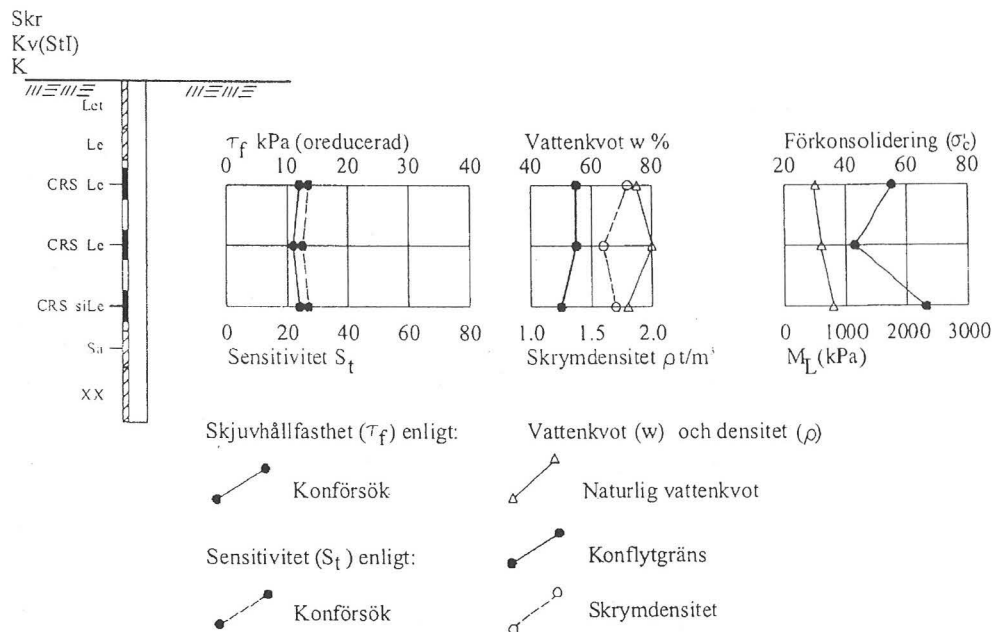 Skr
Kv(StI)
K
Let
Le
CRS Le
CRS Le
CRS siLe
Sa
XX
τf kPa (oreducerad)
0 10 20 30 40
0 20 40 60 80
Sensitivitet St
Vattenkvot w %
40 60 80
1.0 1.5 2.0
Skrymdensitet ρ t/m³
Förkonsolidering (σ'c)
20 40 60 80
0 1000 2000 3000
ML (kPa)
Skjuvhållfasthet (τf) enligt:
Konförsök
Sensitivitet (St) enligt:
Konförsök
Vattenkvot (w) och densitet (ρ)
Naturlig vattenkvot
Konflytgräns
Skrymdensitet